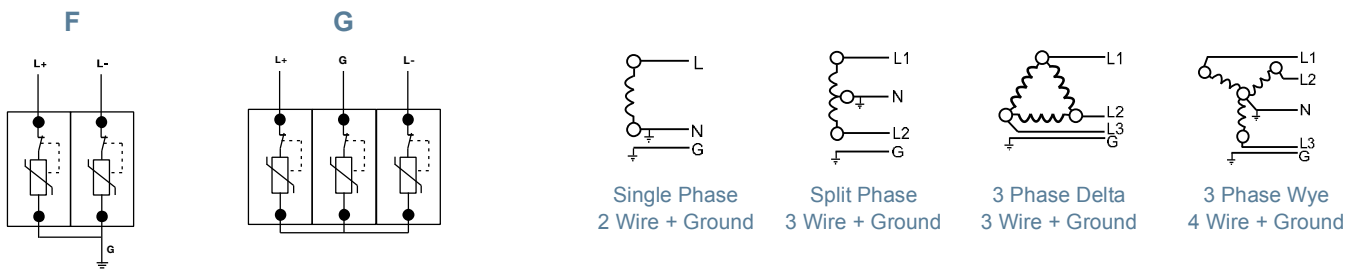 F
L+ L-
G
G
L+ G L-
L
N
G
Single Phase
2 Wire + Ground
L1
N
L2
G
Split Phase
3 Wire + Ground
L1
L2
L3
G
3 Phase Delta
3 Wire + Ground
L1
L2
N
L3
G
3 Phase Wye
4 Wire + Ground